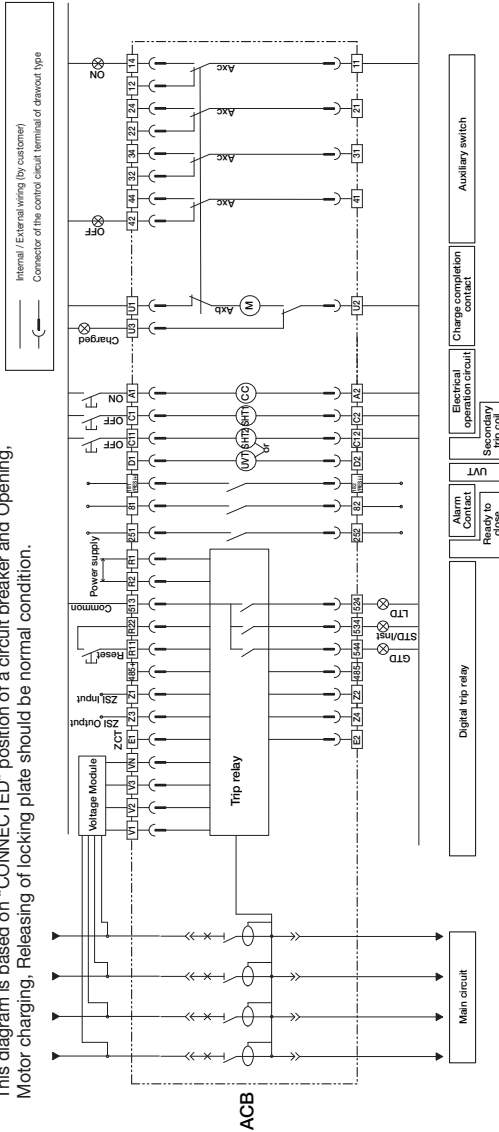 This diagram is based on "CONNECTED" position of a circuit breaker and Opening,
Motor charging, Releasing of locking plate should be normal condition.
Internal / External wiring (by customer)
Connector of the control circuit terminal of drawout type
Voltage Module
ZCT
ZSI Output
ZSI Input
Reset
Common
Power supply
OFF
OFF
ON
Charged
OFF
ON
V1
V2
V3
VN
E1
Z3
Z1
485+
R11
R22
513
R2
R1
251
81
D1
C11
C1
A1
U3
U1
42
44
32
34
22
24
12
14
Trip relay
UVT
or
SHT2
SHT1
CC
Axb
M
Axc
Axc
Axc
Axc
ACB
E2
Z4
Z2
485-
544
534
524
252
82
D2
C12
C2
A2
U2
41
31
21
11
GTD
STD/Inst
LTD
Main circuit
Digital trip relay
Ready to
close
Alarm
Contact
UVT
Secondary
trip coil
Electrical
operation circuit
Charge completion
contact
Auxiliary switch